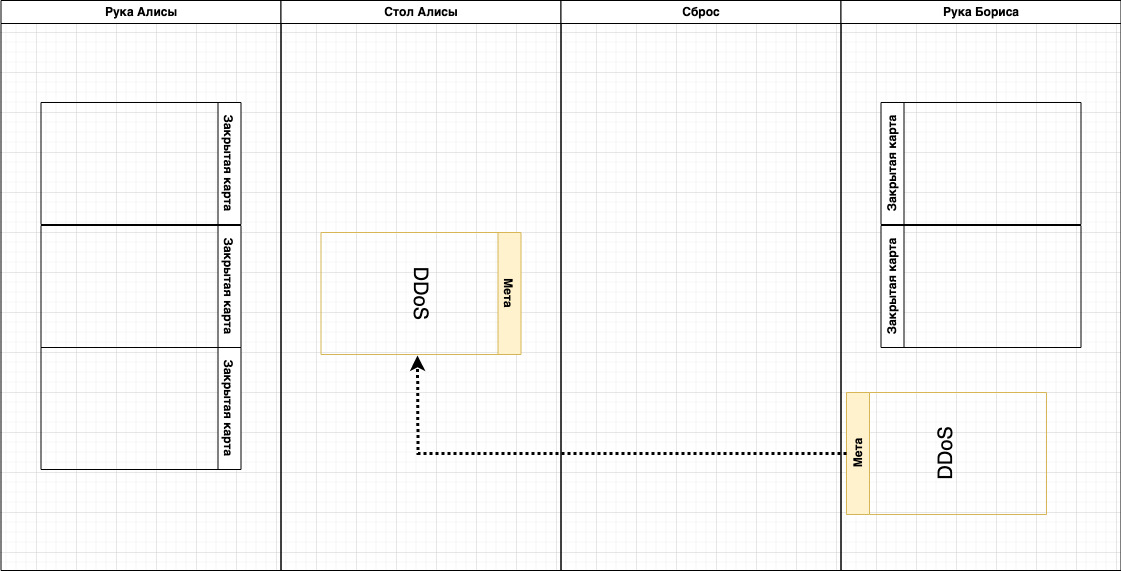 Рука Алисы
Стол Алисы
Сброс
Рука Бориса
Закрытая карта
Закрытая карта
Закрытая карта
DDoS
Мета
Закрытая карта
Закрытая карта
Мета
DDoS